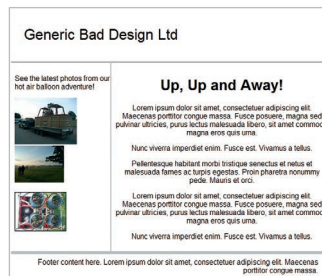 Generic Bad Design Ltd
See the latest photos from our
hot air balloon adventure!
Up, Up and Away!
Lorem ipsum dolor sit amet, consectetuer adipiscing elit.
Maecenas porttitor congue massa. Fusce posuere, magna sed
pulvinar ultricies, purus lectus malesuada libero, sit amet commodo
magna eros quis urna.
Nunc viverra imperdiet enim. Fusce est. Vivamus a tellus.
Pellentesque habitant morbi tristique senectus et netus et
malesuada fames ac turpis egestas. Proin pharetra nonummy
pede. Mauris et orci.
Lorem ipsum dolor sit amet, consectetuer adipiscing elit.
Maecenas porttitor congue massa. Fusce posuere, magna sed
pulvinar ultricies, purus lectus malesuada libero, sit amet commodo
magna eros quis urna.
Nunc viverra imperdiet enim. Fusce est. Vivamus a tellus.
Footer content here. Lorem ipsum dolor sit amet, consectetuer adipiscing elit. Maecenas
porttitor congue massa.